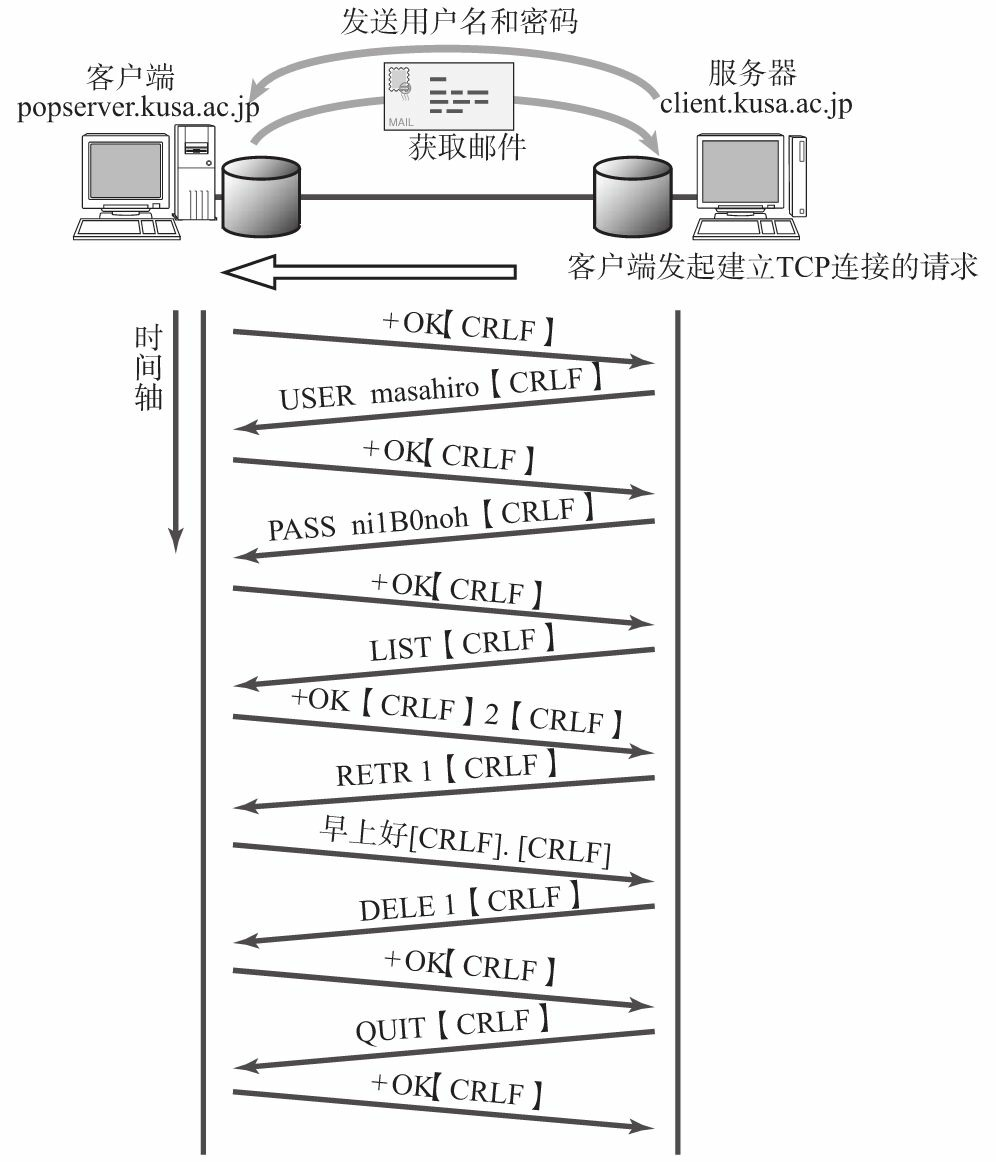 发送用户名和密码
客户端
popserver.kusa.ac.jp
服务器
client.kusa.ac.jp
MAIL
获取邮件
客户端发起建立TCP连接的请求
时间轴
+OK【CRLF】
USER masahiro【CRLF】
+OK【CRLF】
PASS ni1B0noh【CRLF】
+OK【CRLF】
LIST【CRLF】
+OK【CRLF】2【CRLF】
RETR 1【CRLF】
早上好[CRLF]. [CRLF]
DELE 1【CRLF】
+OK【CRLF】
QUIT【CRLF】
+OK【CRLF】